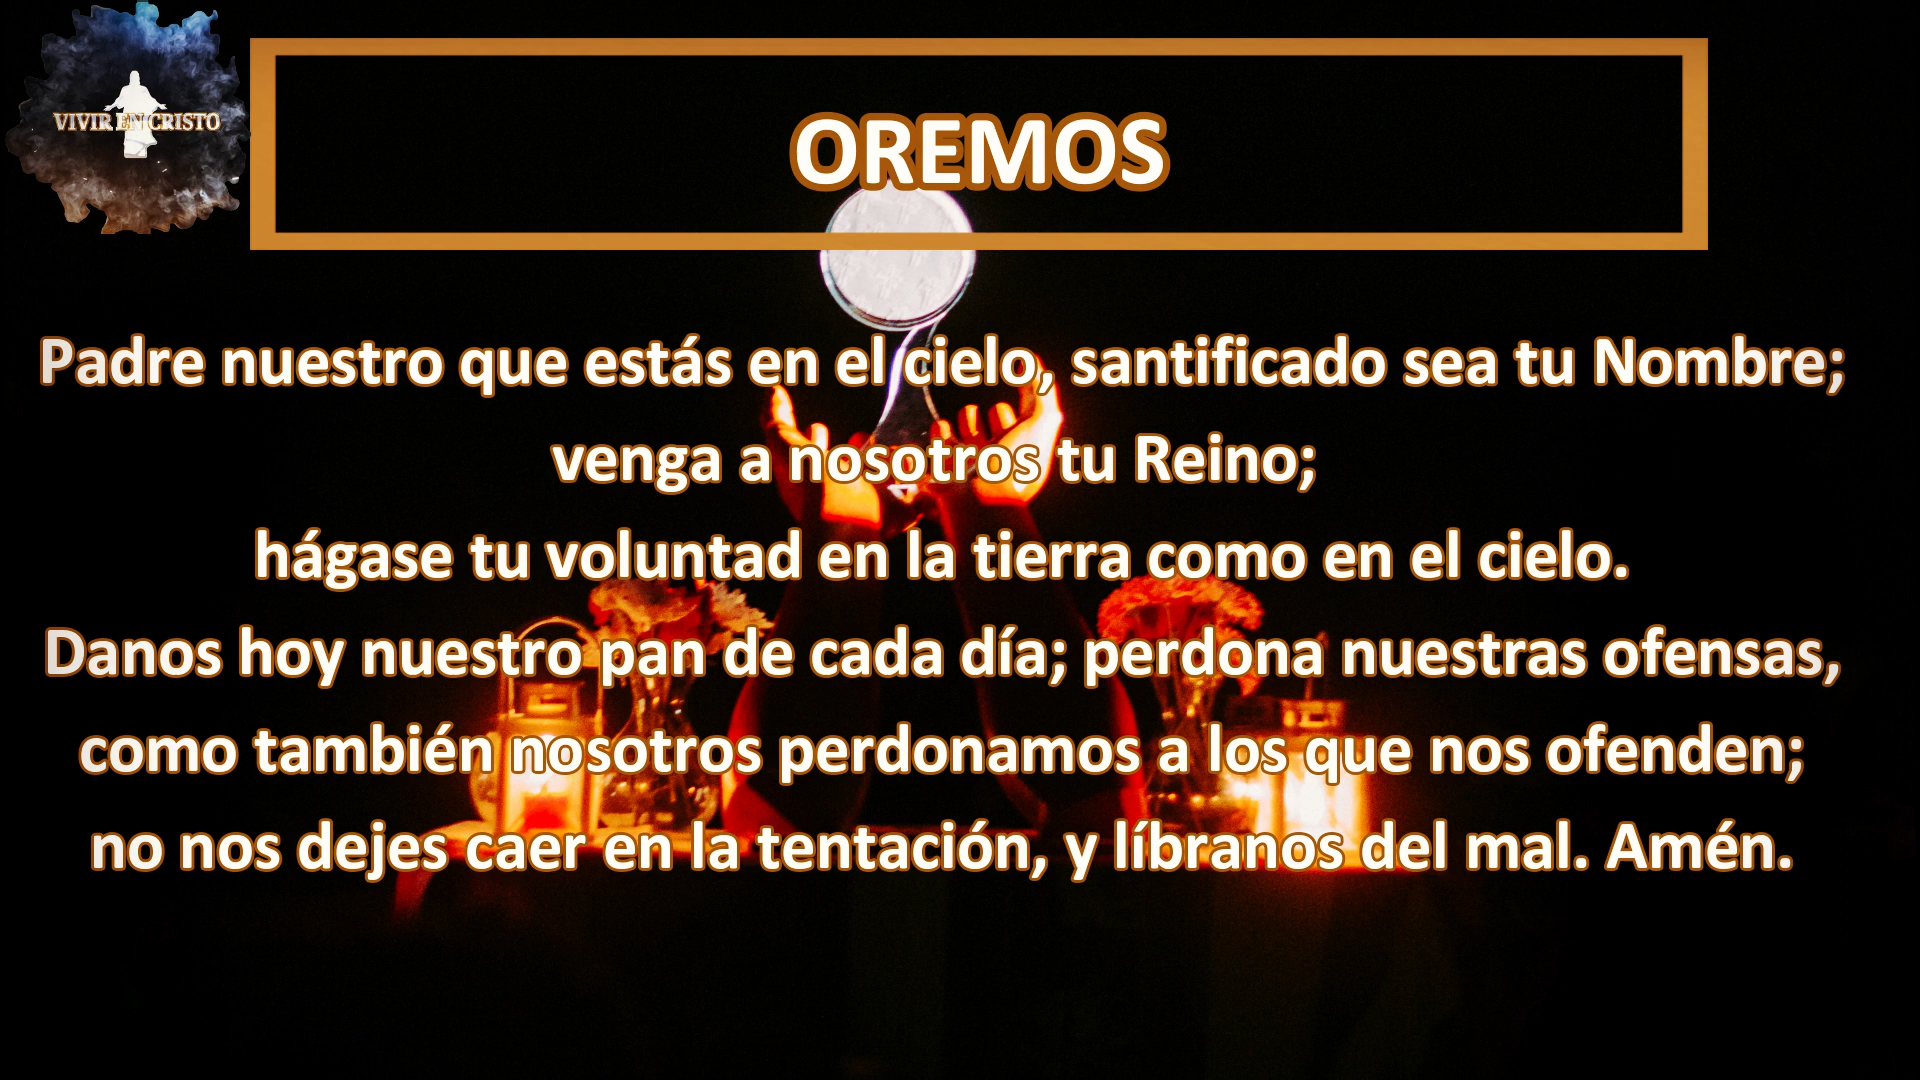 VIVIR EN CRISTO
OREMOS
Padre nuestro que estás en el cielo, santificado sea tu Nombre;
venga a nosotros tu Reino;
hágase tu voluntad en la tierra como en el cielo.
Danos hoy nuestro pan de cada día; perdona nuestras ofensas,
como también nosotros perdonamos a los que nos ofenden;
no nos dejes caer en la tentación, y líbranos del mal. Amén.